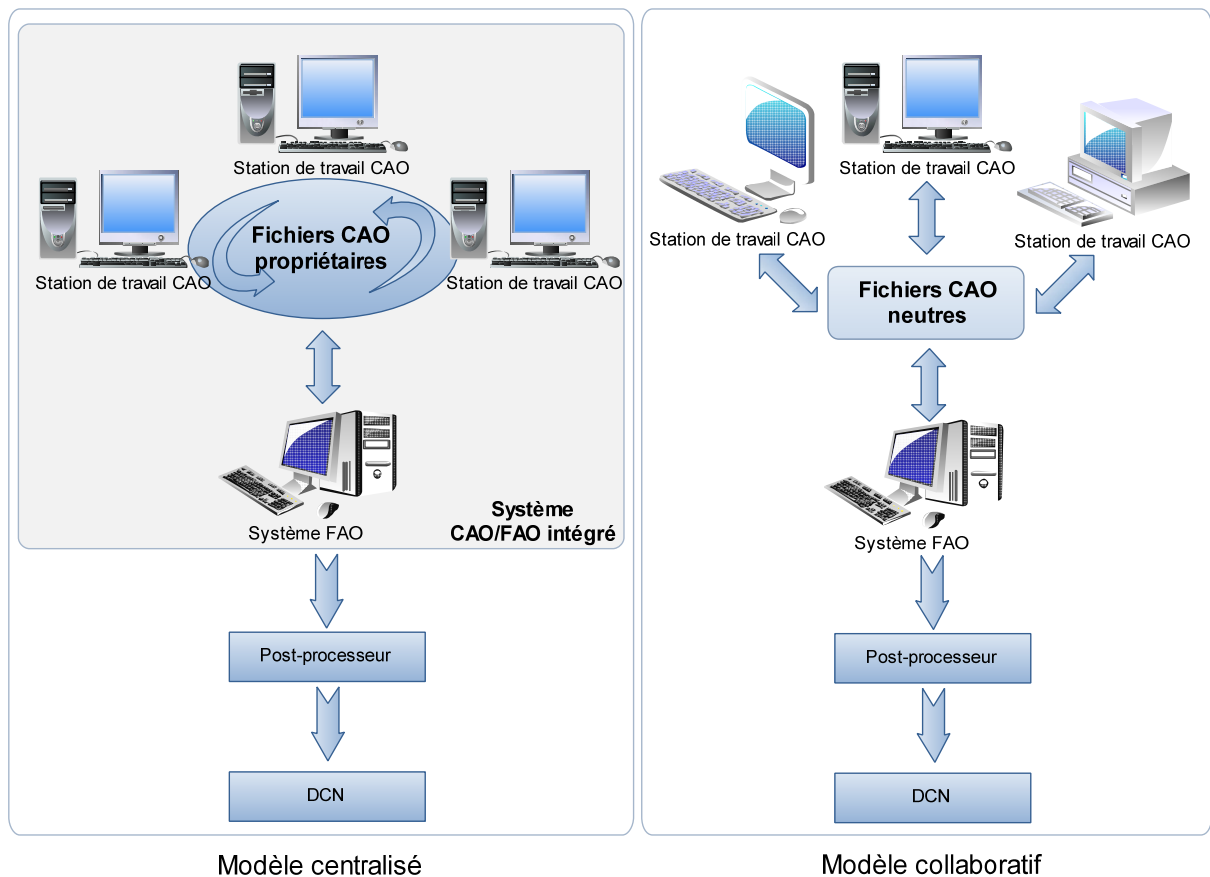 Station de travail CAO
Station de travail CAO
Fichiers CAO
propriétaires
Station de travail CAO
Système FAO
Système
CAO/FAO intégré
Post-processeur
DCN
Modèle centralisé
Station de travail CAO
Station de travail CAO
Station de travail CAO
Fichiers CAO
neutres
Système FAO
Post-processeur
DCN
Modèle collaboratif